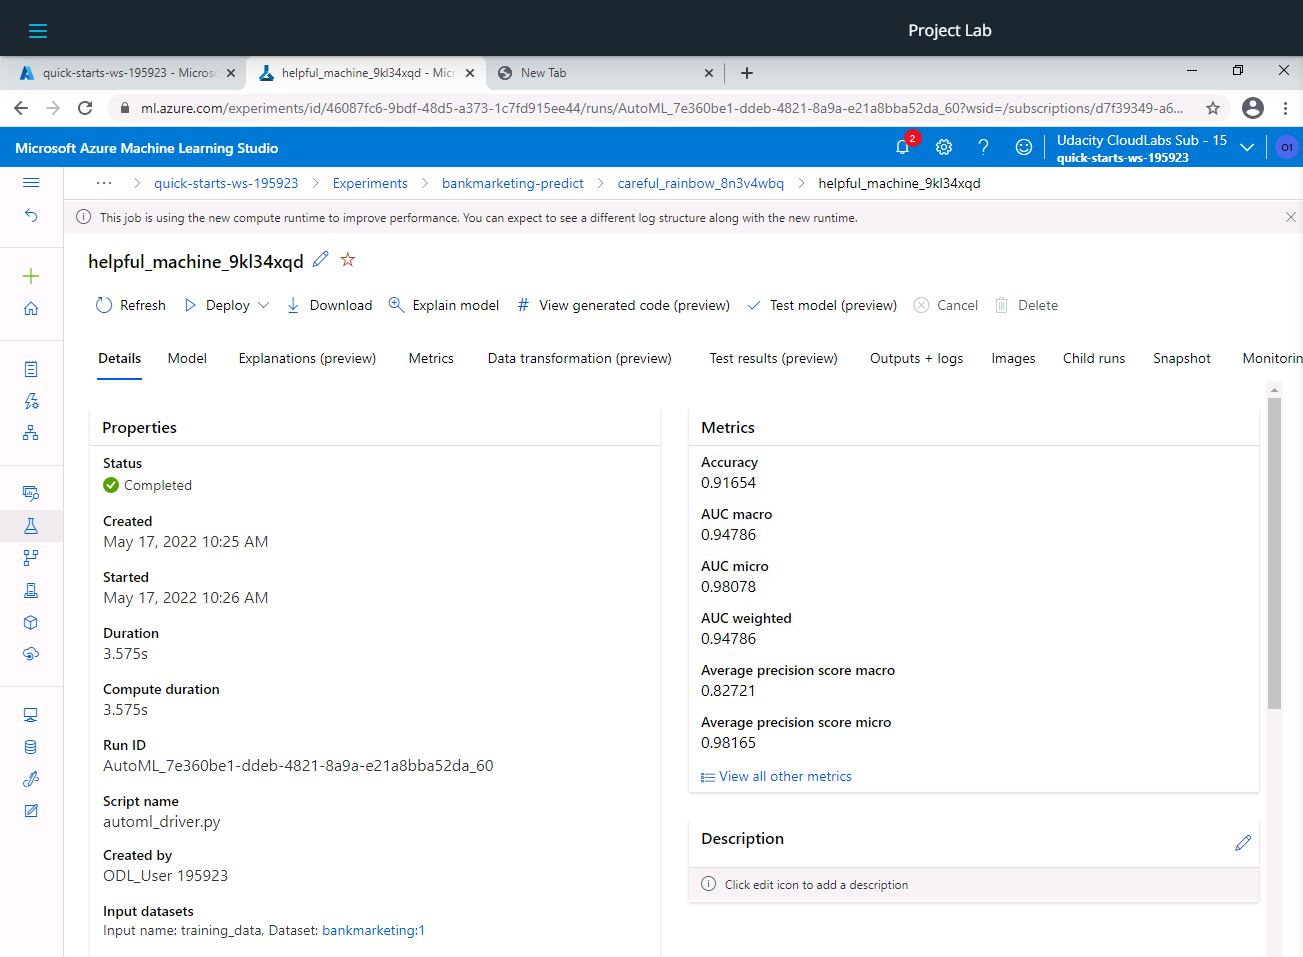 Project Lab
quick-starts-ws-195923 - Micros
helpful_machine_9kl34xqd - Micr
New Tab
ml.azure.com/experiments/id/46087fc6-9bdf-48d5-a373-1c7fd915ee44/runs/AutoML_7e360be1-ddeb-4821-8a9a-e21a8bba52da_60?wsid=/subscriptions/d7f39349-a6...
Microsoft Azure Machine Learning Studio
2
Udacity CloudLabs Sub - 15
quick-starts-ws-195923
O1
... > quick-starts-ws-195923 > Experiments > bankmarketing-predict > careful_rainbow_8n3v4wbq > helpful_machine_9kl34xqd
This job is using the new compute runtime to improve performance. You can expect to see a different log structure along with the new runtime.
helpful_machine_9kl34xqd
Refresh Deploy Download Explain model # View generated code (preview) Test model (preview) Cancel Delete
Details Model Explanations (preview) Metrics Data transformation (preview) Test results (preview) Outputs + logs Images Child runs Snapshot Monitorin
Properties
Status
Completed
Created
May 17, 2022 10:25 AM
Started
May 17, 2022 10:26 AM
Duration
3.575s
Compute duration
3.575s
Run ID
AutoML_7e360be1-ddeb-4821-8a9a-e21a8bba52da_60
Script name
automl_driver.py
Created by
ODL_User 195923
Input datasets
Input name: training_data, Dataset: bankmarketing:1
Metrics
Accuracy
0.91654
AUC macro
0.94786
AUC micro
0.98078
AUC weighted
0.94786
Average precision score macro
0.82721
Average precision score micro
0.98165
View all other metrics
Description
Click edit icon to add a description